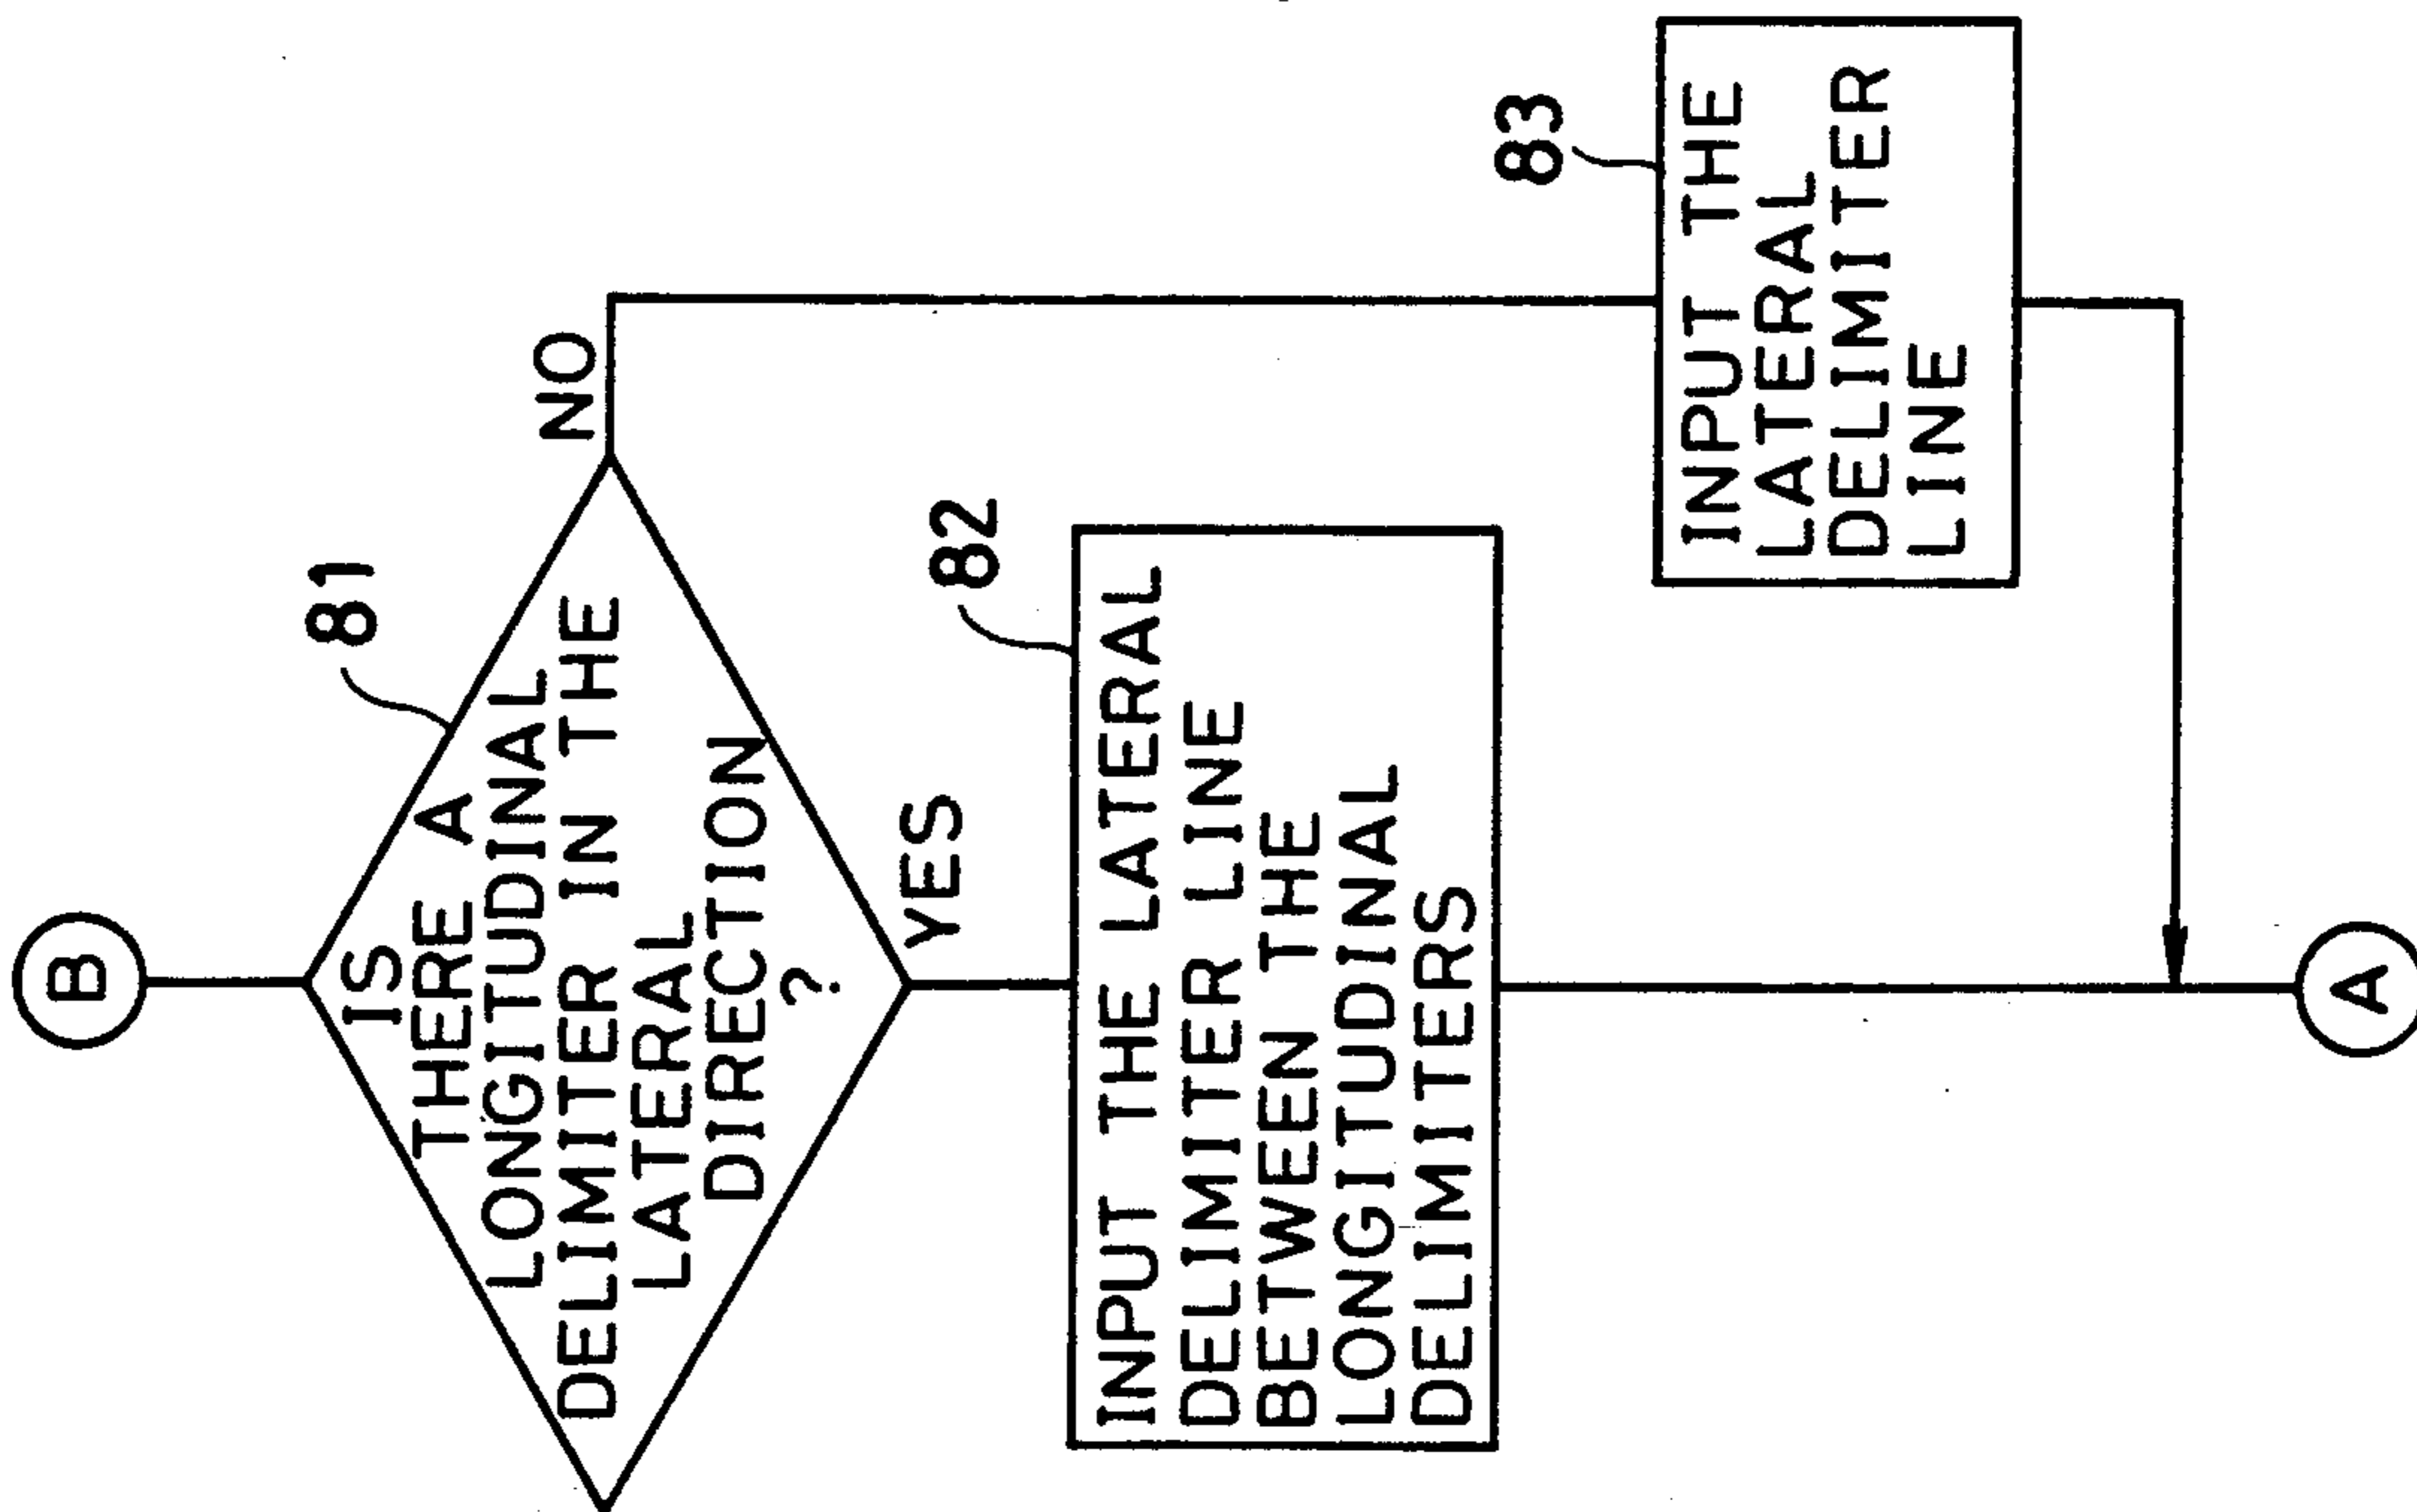 B
81
IS
THERE A
LONGITUDINAL
DELIMITER IN THE
LATERAL
DIRECTION
?
NO
YES
82
INPUT THE LATERAL
DELIMITER LINE
BETWEEN THE
LONGITUDINAL
DELIMITERS
83
INPUT THE
LATERAL
DELIMITER
LINE
A